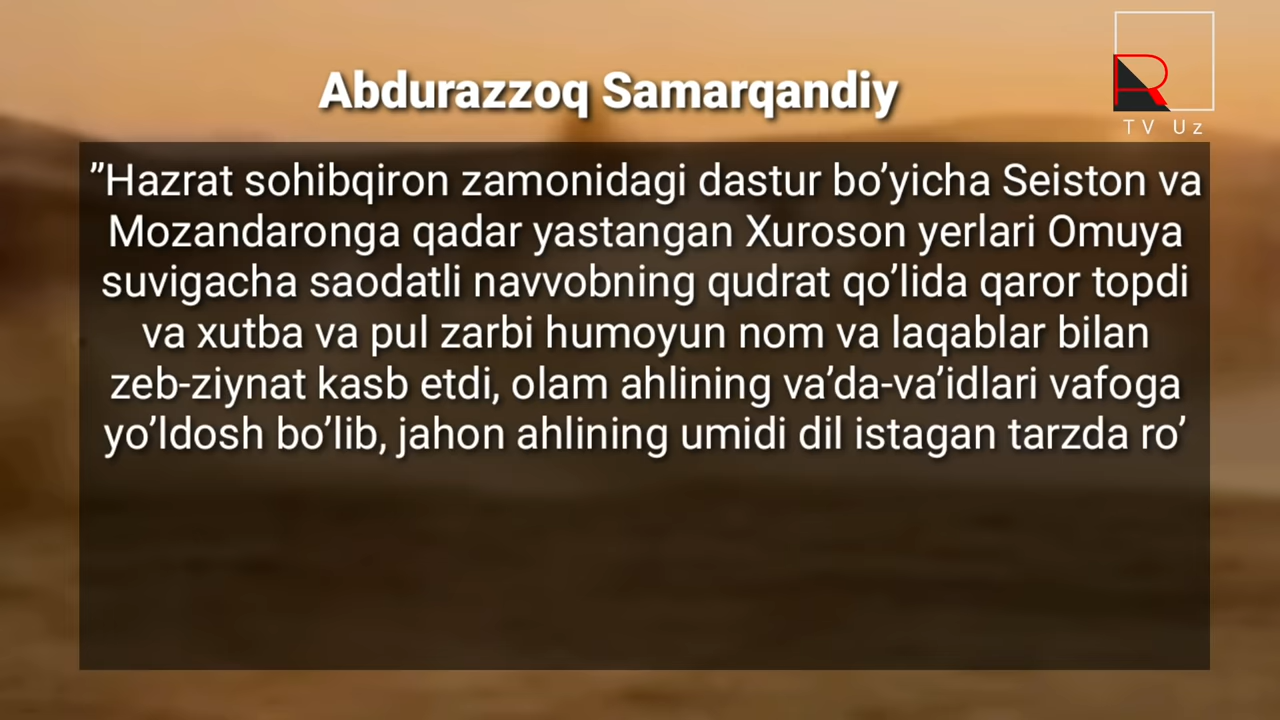 Abdurazzoq Samarqandiy
R
TV Uz
”Hazrat sohibqiron zamonidagi dastur bo’yicha Seiston va
Mozandaronga qadar yastangan Xuroson yerlari Omuya
suvigacha saodatli navvobning qudrat qo’lida qaror topdi
va xutba va pul zarbi humoyun nom va laqablar bilan
zeb-ziynat kasb etdi, olam ahlining va’da-va’idlari vafoga
yo’ldosh bo’lib, jahon ahlining umidi dil istagan tarzda ro’